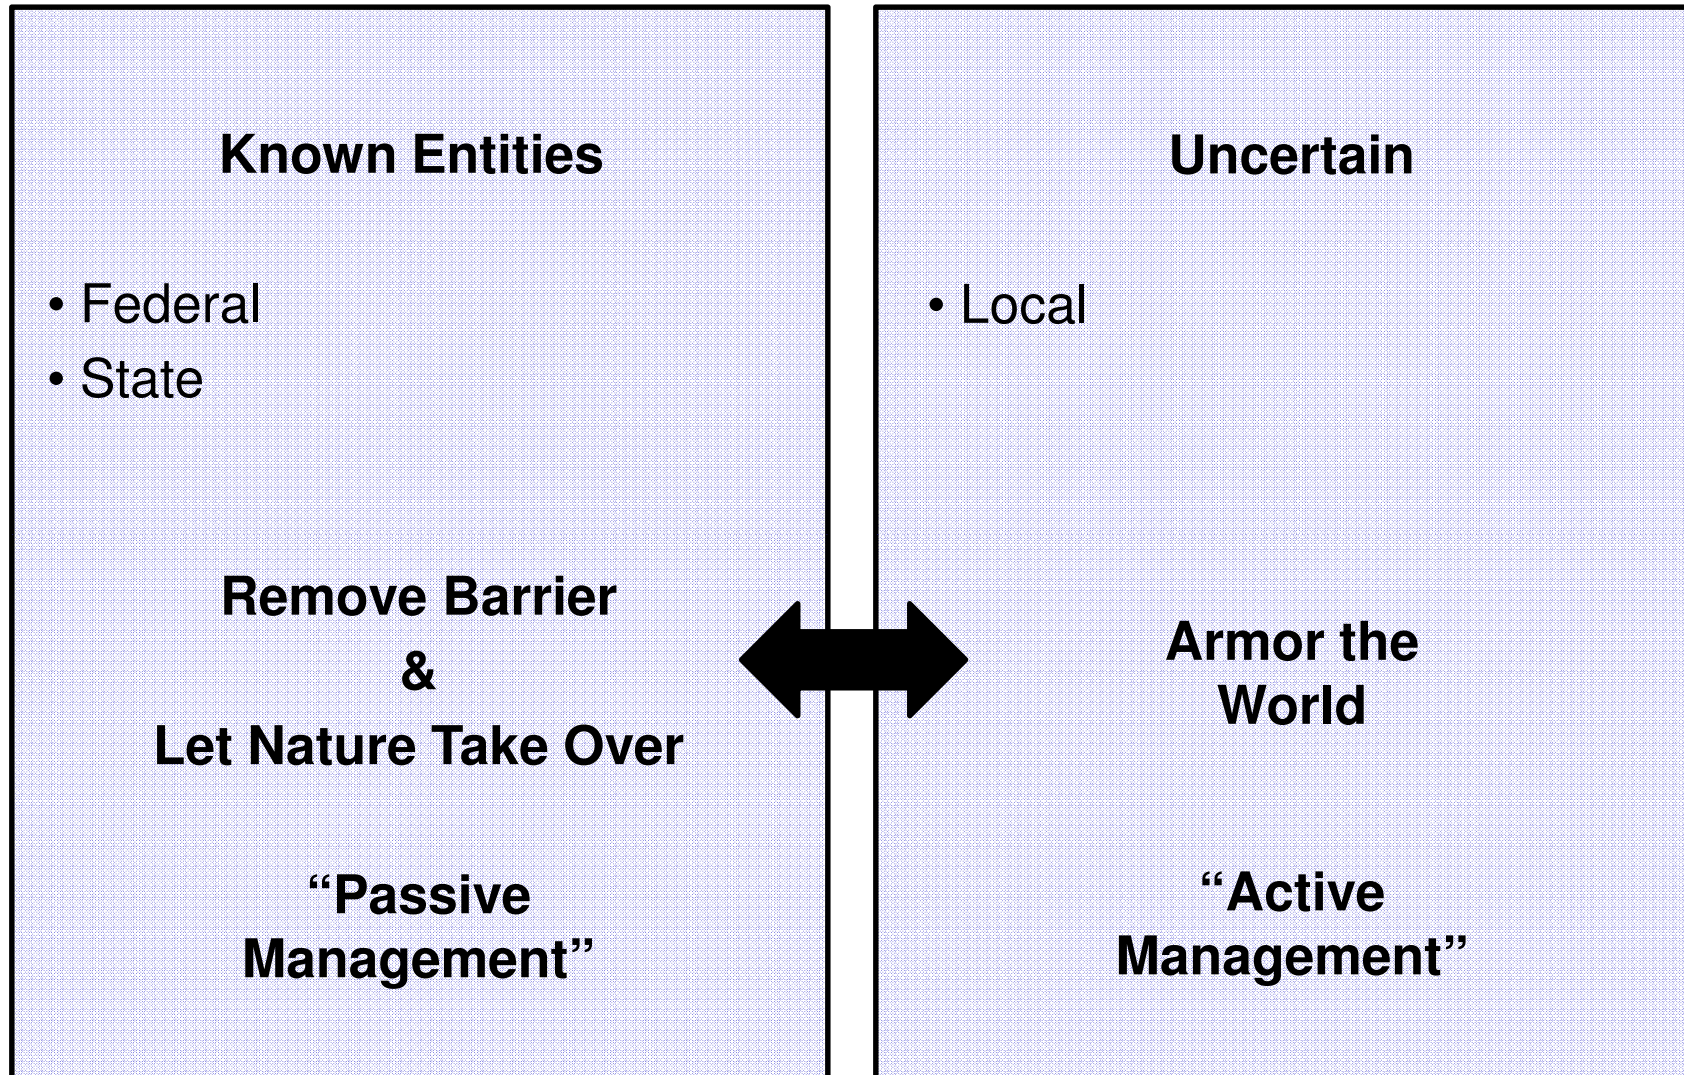 Known Entities
• Federal
• State
Remove Barrier
&
Let Nature Take Over
“Passive
Management”
Uncertain
• Local
Armor the
World
“Active
Management”